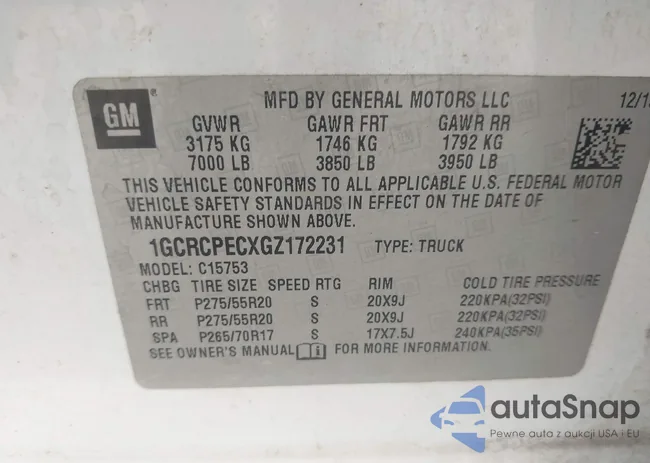 GM
MFD BY GENERAL MOTORS LLC
GVWR GAWR FRT GAWR RR
3175 KG 1746 KG 1792 KG
7000 LB 3850 LB 3950 LB
THIS VEHICLE CONFORMS TO ALL APPLICABLE U.S. FEDERAL MOTOR
VEHICLE SAFETY STANDARDS IN EFFECT ON THE DATE OF
MANUFACTURE SHOWN ABOVE.
1GCRCPECXGZ172231 TYPE: TRUCK
MODEL: C15753
CHBG TIRE SIZE SPEED RTG RIM COLD TIRE PRESSURE
FRT P275/55R20 S 20X9J 220KPA(32PSI)
RR P275/55R20 S 20X9J 220KPA(32PSI)
SPA P265/70R17 S 17X7.5J 240KPA(35PSI)
SEE OWNER'S MANUAL FOR MORE INFORMATION.
autoSnap
Pewne auta z aukcji USA i EU